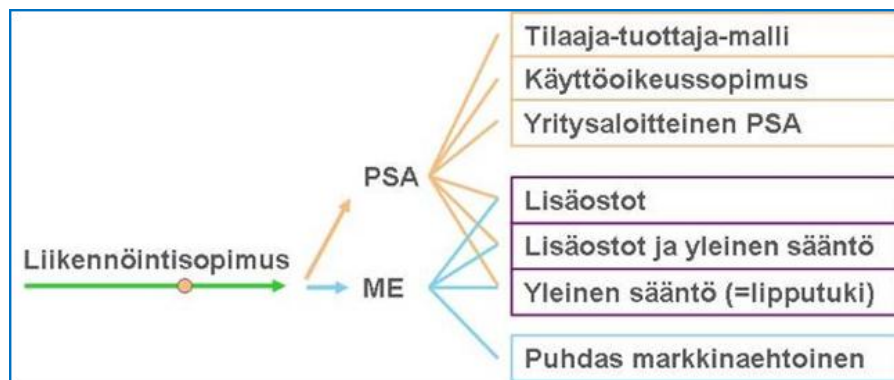 Tilaaja-tuottaja-malli
Käyttöoikeussopimus
Yritysaloitteinen PSA
PSA
Lisäostot
Lisäostot ja yleinen sääntö
Liikennöintisopimus
ME
Yleinen sääntö (=lipputuki)
Puhdas markkinaehtoinen